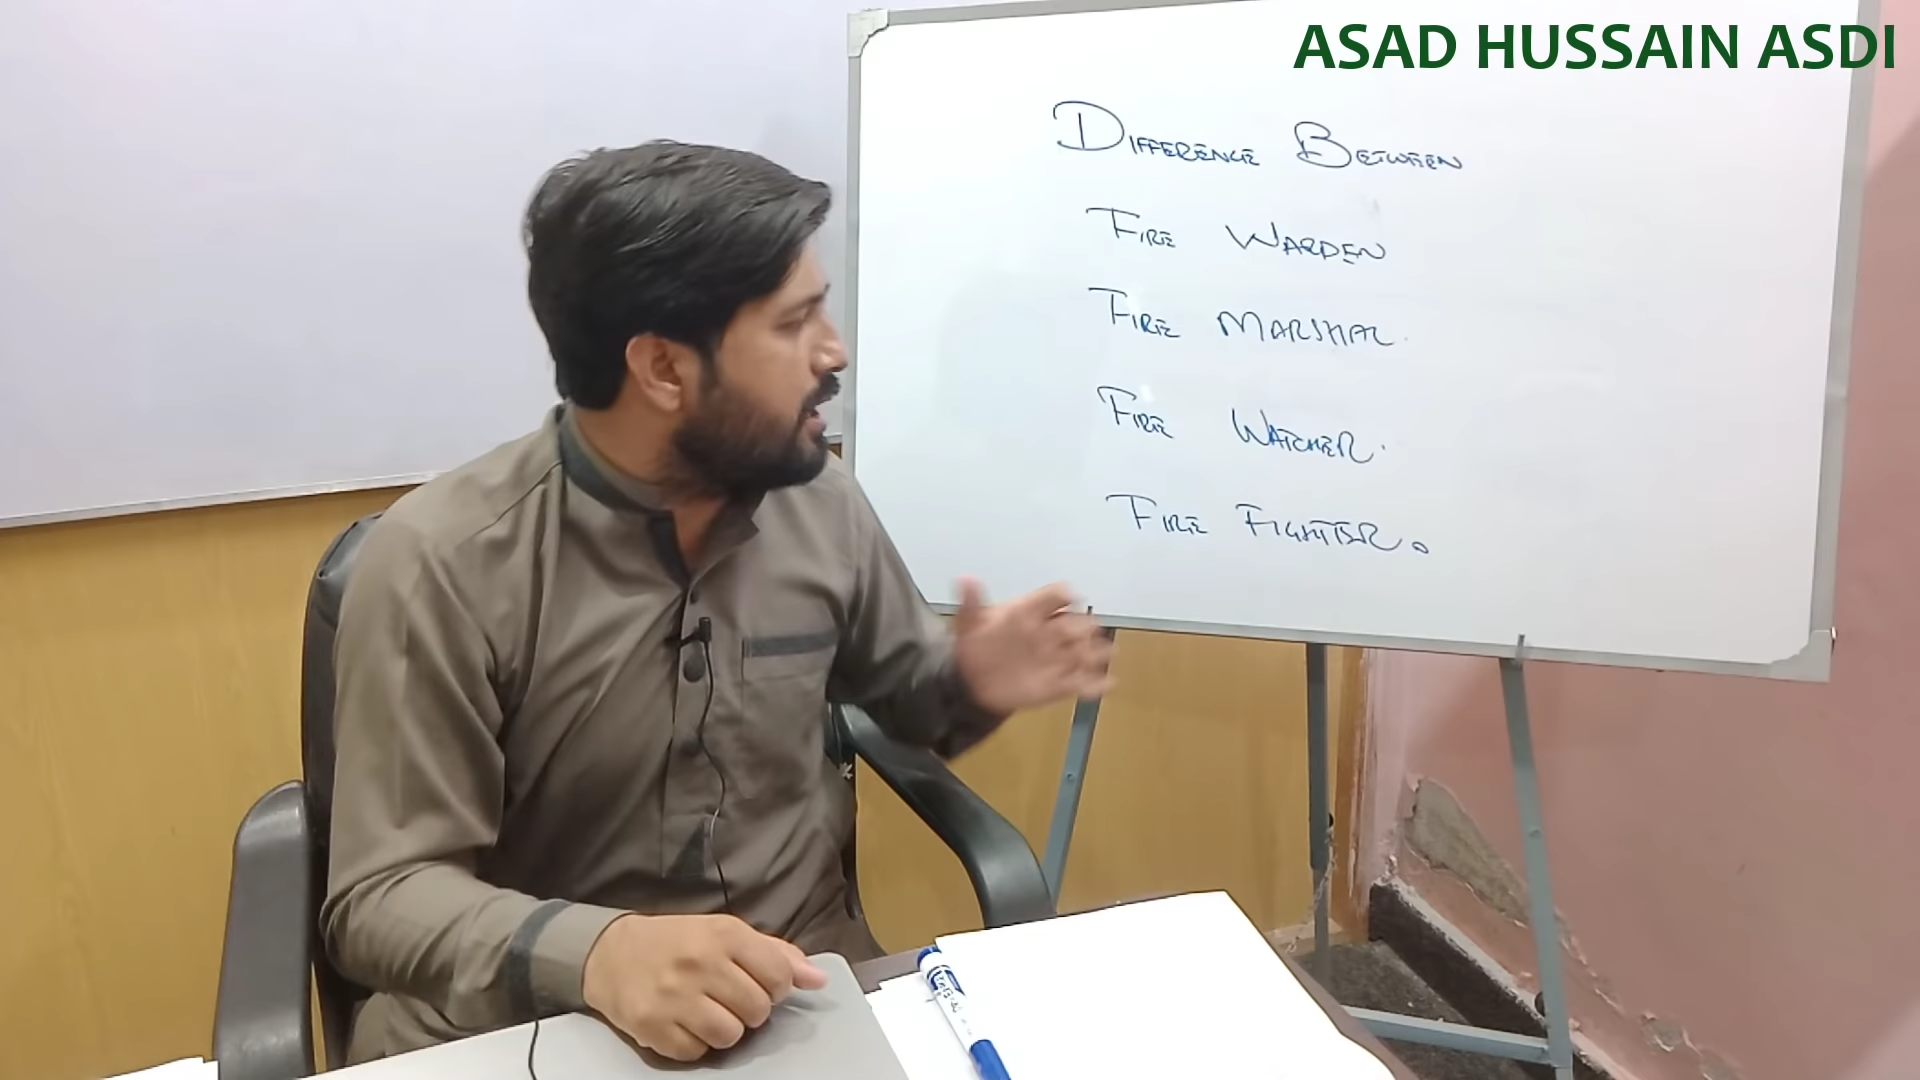 ASAD HUSSAIN ASDI
DIFFERENCE BETWEEN
FIRE WARDEN
FIRE MARSHAL.
FIRE WATCHER.
FIRE FIGHTER.